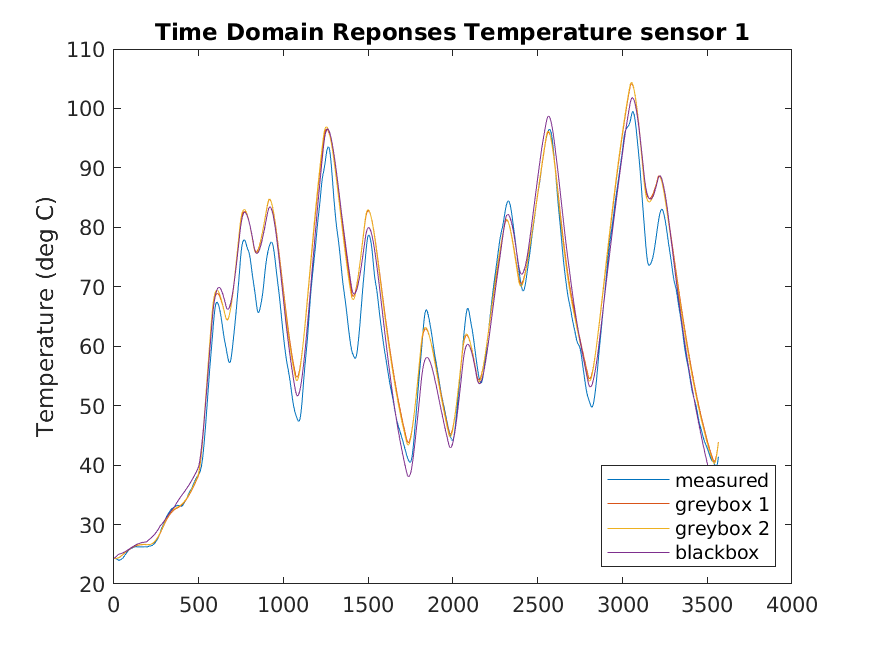 Time Domain Reponses Temperature sensor 1
110
100
90
80
70
60
50
40
30
20
Temperature (deg C)
measured
greybox 1
greybox 2
blackbox
0 500 1000 1500 2000 2500 3000 3500 4000